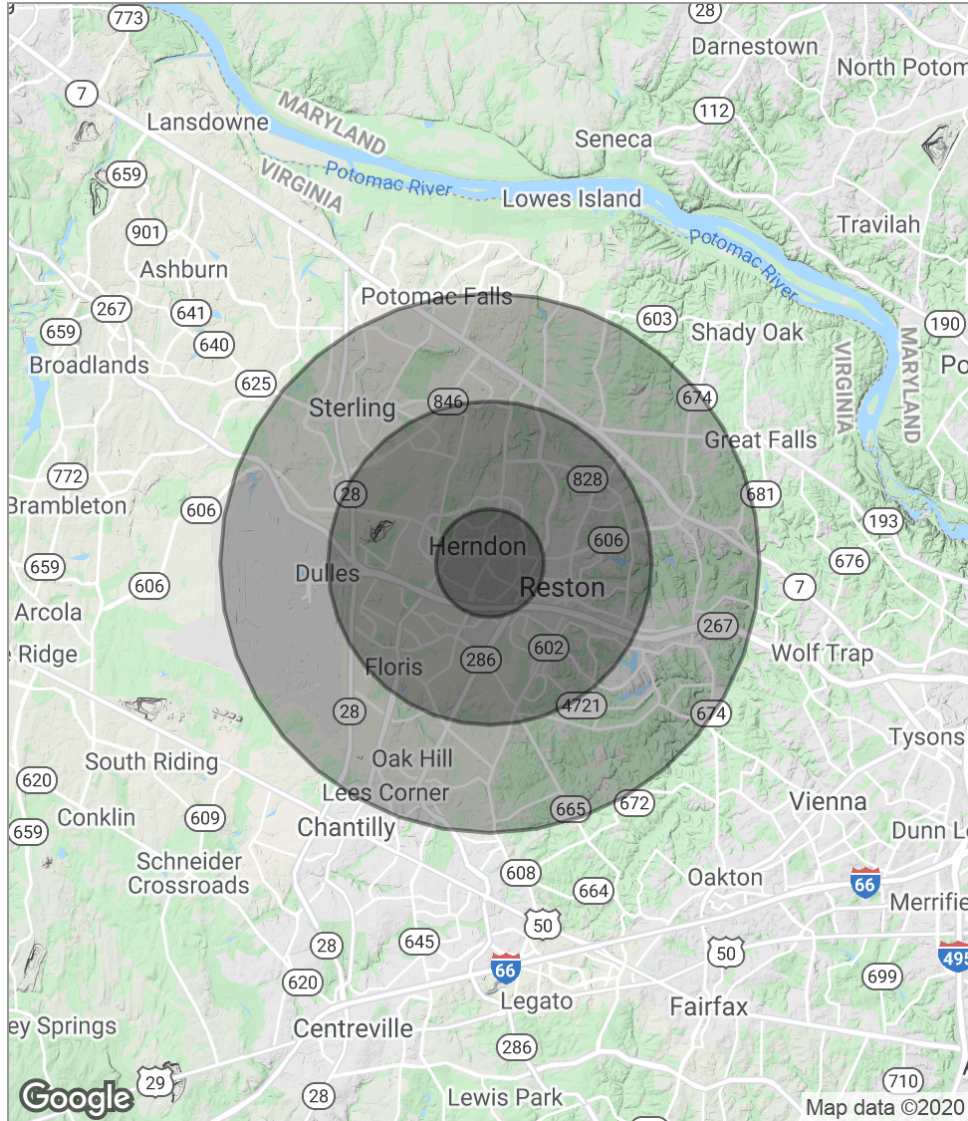 773
28
Darnestown
North Potom
7
112
Lansdowne
MARYLAND
Seneca
659
VIRGINIA
Potomac River
Lowes Island
901
Travilah
Potomac River
Ashburn
267
641
Potomac Falls
603
190
659
640
Shady Oak
MARYLAND
VIRGINIA
Broadlands
Po
625
674
Sterling
846
Great Falls
772
828
28
681
Brambleton
606
193
606
Herndon
676
659
Dulles
606
Reston
7
Arcola
267
e Ridge
602
Wolf Trap
286
Floris
4721
28
674
Tysons
South Riding
Oak Hill
620
Lees Corner
672
Vienna
665
Conklin
609
Chantilly
659
Dunn Lo
Schneider
Crossroads
608
664
Oakton
66
Merrifie
50
28
645
50
495
66
620
699
Legato
Fairfax
ey Springs
Centreville
286
29
28
Lewis Park
710
Google
Map data ©2020